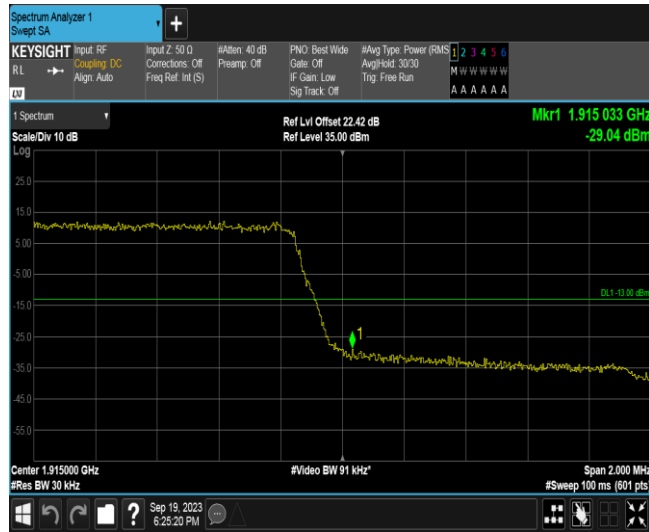 Spectrum Analyzer 1
Swept SA
KEYSIGHT
RL
LXI
Input: RF
Coupling: DC
Align: Auto
Input Z: 50 Ω
Corrections: Off
Freq Ref: Int (S)
#Atten: 40 dB
Preamp: Off
PNO: Best Wide
Gate: Off
IF Gain: Low
Sig Track: Off
#Avg Type: Power (RMS
Avg|Hold: 30/30
Trig: Free Run
1 2 3 4 5 6
M W W W W W
A A A A A A
1 Spectrum
Scale/Div 10 dB
Log
Ref Lvl Offset 22.42 dB
Ref Level 35.00 dBm
Mkr1 1.915 033 GHz
-29.04 dBm
25.0
15.0
5.00
-5.00
DL1 -13.00 dBm
-15.0
-25.0
1
-35.0
-45.0
-55.0
Center 1.915000 GHz
#Video BW 91 kHz*
Span 2.000 MHz
#Res BW 30 kHz
#Sweep 100 ms (601 pts)
?
Sep 19, 2023
6:25:20 PM